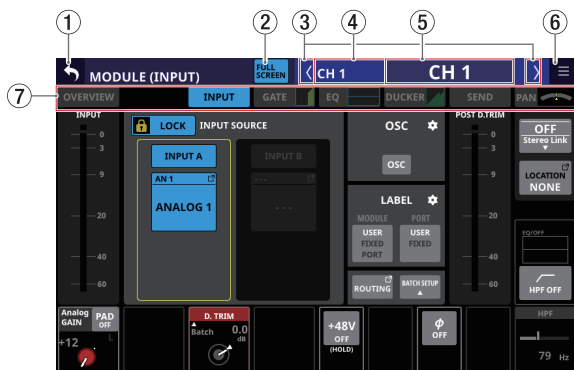 1 2 3 4 5 6
MODULE (INPUT) FULL SCREEN CH 1 CH 1
7
OVERVIEW INPUT GATE EQ DUCKER SEND PAN
INPUT
LOCK INPUT SOURCE
OSC
POST D.TRIM
OFF
Stereo Link
0
3
9
20
40
60
INPUT A
AN 1
ANALOG 1
INPUT B
---
---
OSC
LABEL
MODULE PORT
USER
FIXED
PORT
USER
FIXED
ROUTING
BATCH SETUP
0
3
9
20
40
60
LOCATION
NONE
EQ/OFF
HPF OFF
Analog
GAIN
PAD
OFF
L
+12
D. TRIM
Batch 0.0
dB
+48V
OFF
(HOLD)
φ
OFF
HPF
79 Hz